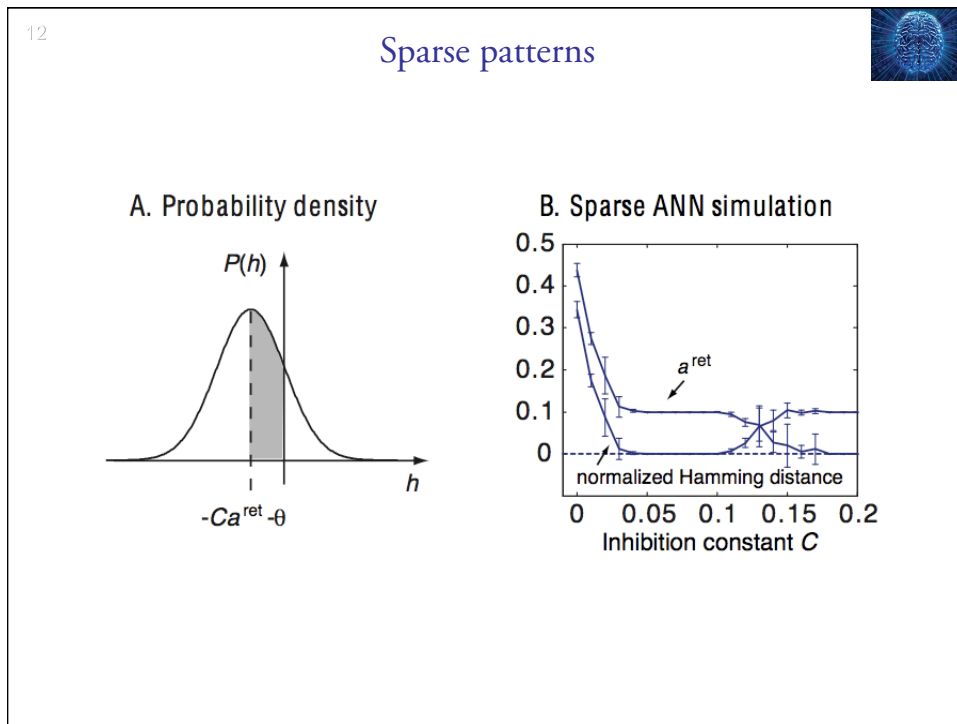 12
Sparse patterns
A. Probability density
P(h)
h
-Ca ret -θ
B. Sparse ANN simulation
0.5
0.4
0.3
0.2
0.1
0
a ret
normalized Hamming distance
0 0.05 0.1 0.15 0.2
Inhibition constant C